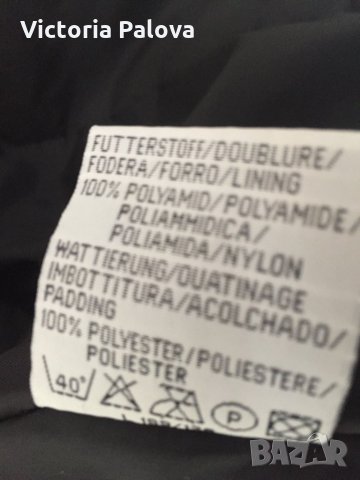 Victoria Palova
FUTTERSTOFF/DOUBLURE/
FODERA/FORRO/LINING
100% POLYAMID/POLYAMIDE/
POLIAMMIDICA/
POLIAMIDA/NYLON
WATTIERUNG/OUATINAGE
IMBOTTITURA/ACOLCHADO/
PADDING
100% POLYESTER/POLIESTERE/
POLIESTER
40° P
BAZAR